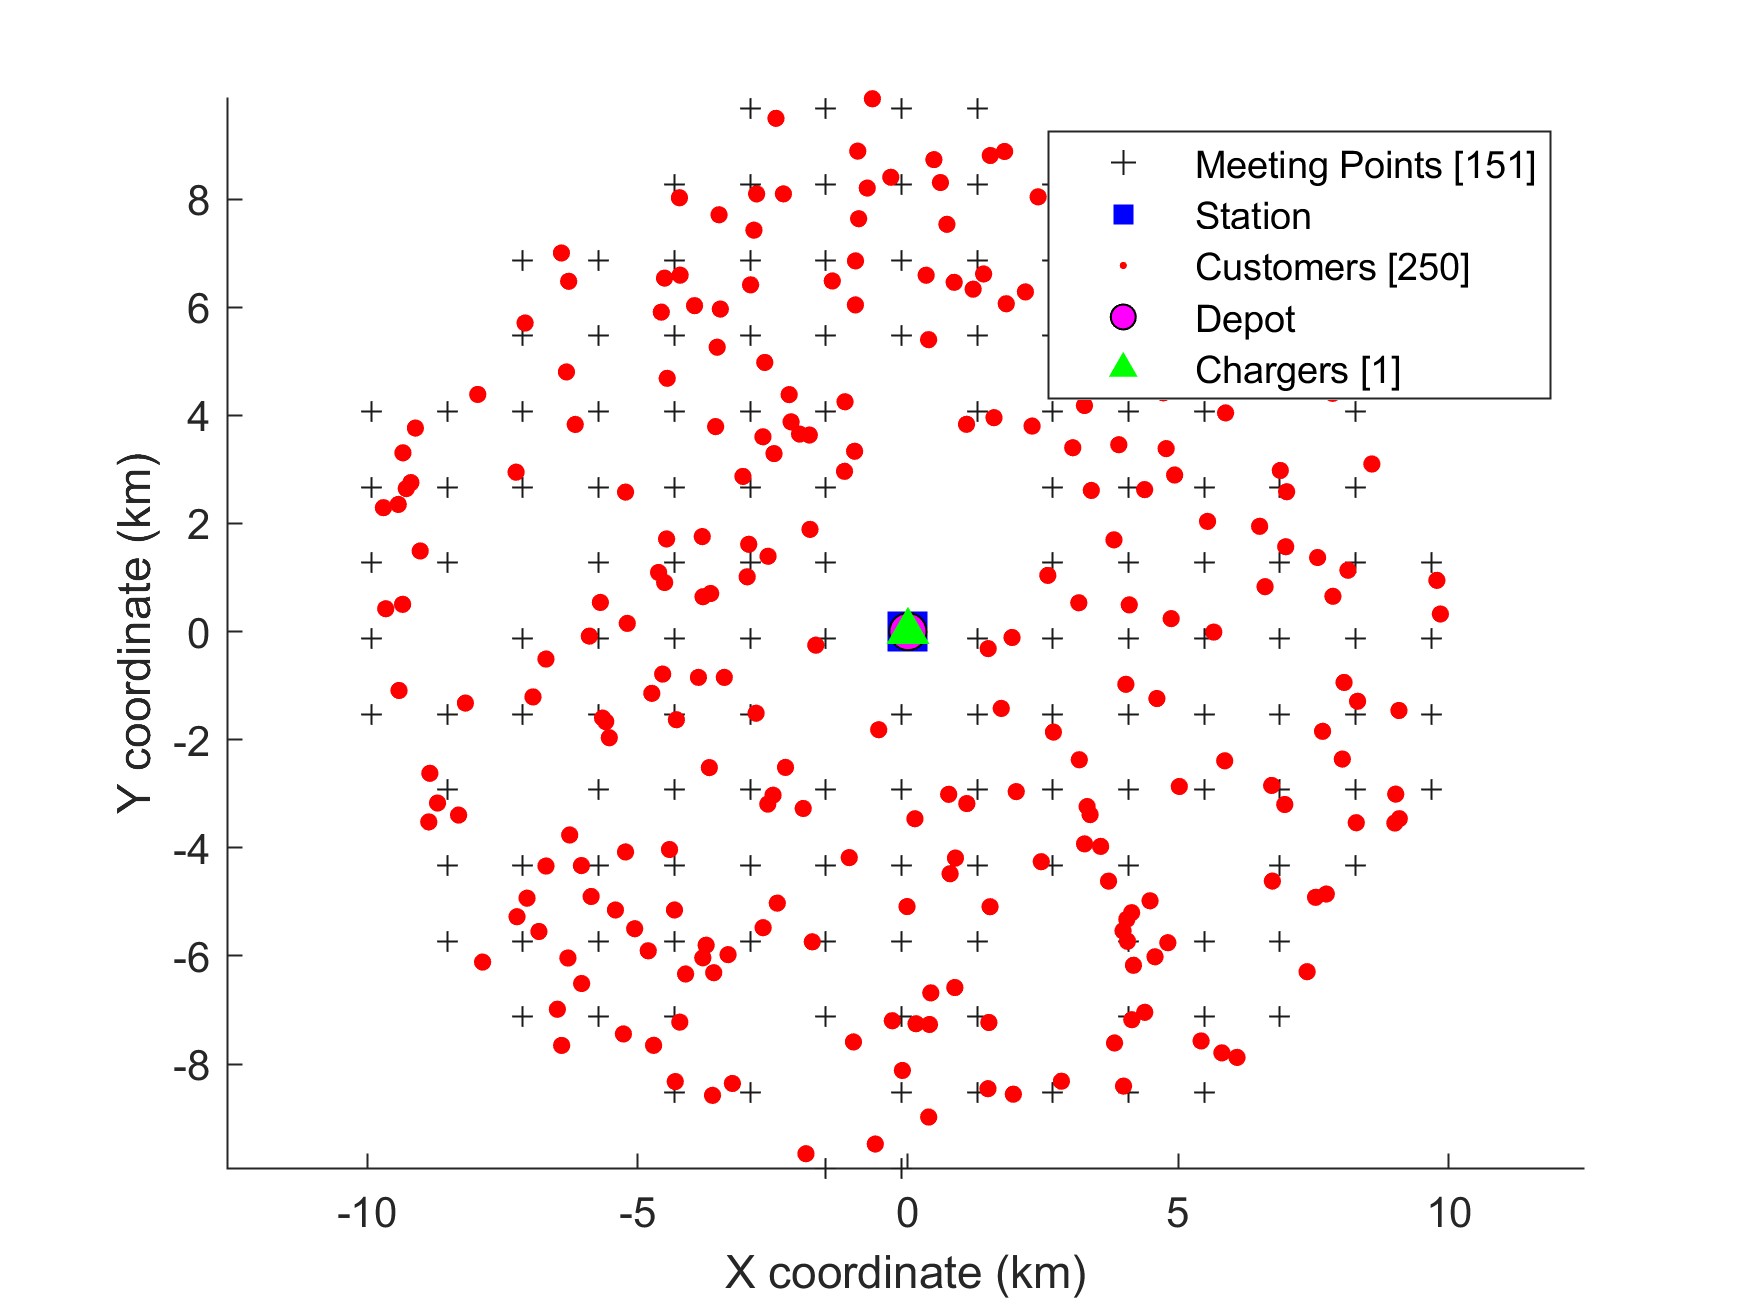 Meeting Points [151]
Station
Customers [250]
Depot
Chargers [1]
8
6
4
2
0
-2
-4
-6
-8
Y coordinate (km)
-10 -5 0 5 10
X coordinate (km)